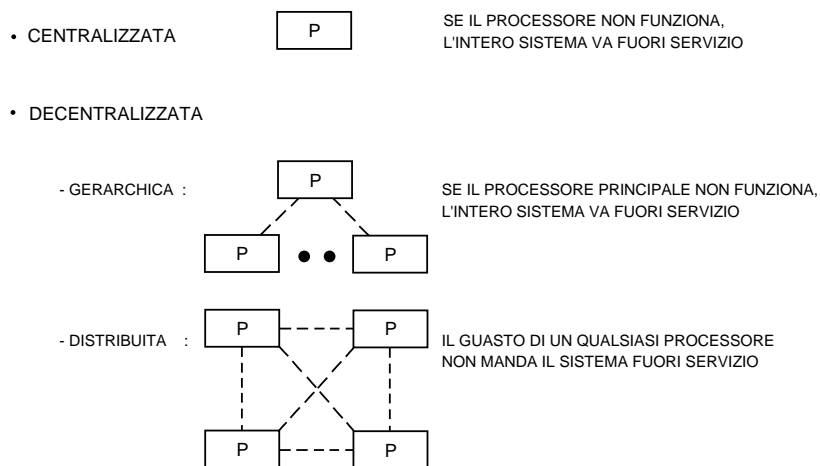 • CENTRALIZZATA
P
SE IL PROCESSORE NON FUNZIONA,
L'INTERO SISTEMA VA FUORI SERVIZIO
• DECENTRALIZZATA
- GERARCHICA :
P
P
P
SE IL PROCESSORE PRINCIPALE NON FUNZIONA,
L'INTERO SISTEMA VA FUORI SERVIZIO
- DISTRIBUITA :
P
P
P
P
IL GUASTO DI UN QUALSIASI PROCESSORE
NON MANDA IL SISTEMA FUORI SERVIZIO